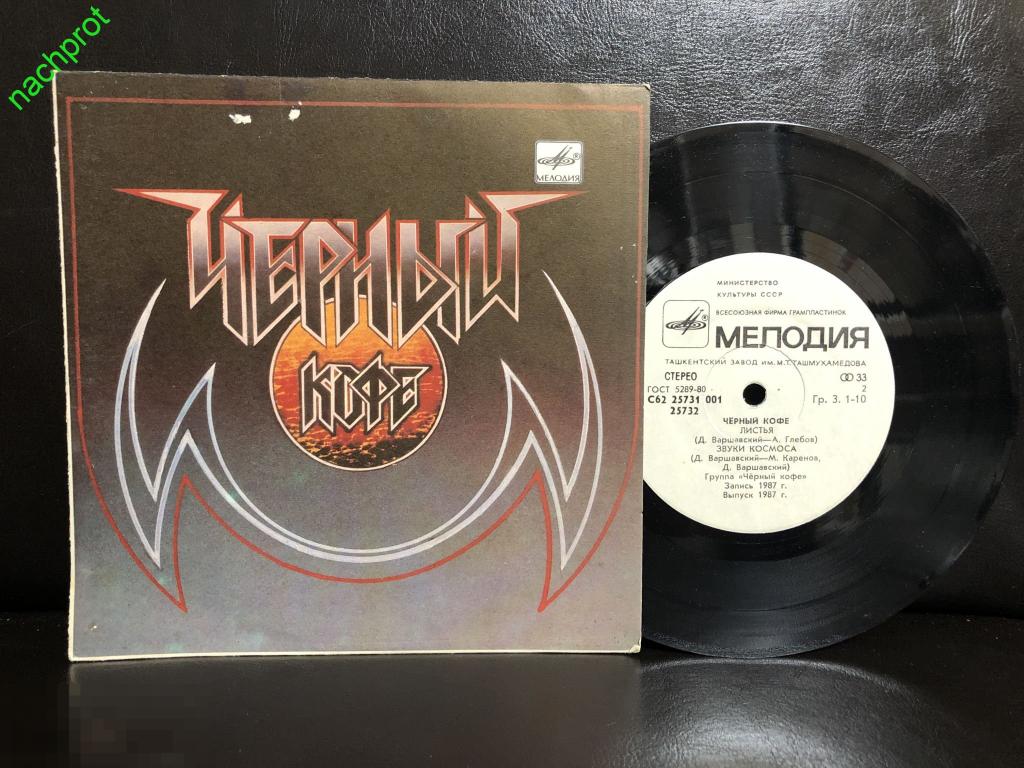 nachprot
МЕЛОДИЯ
ЧЕРНЫЙ
КОФЕ
МИНИСТЕРСТВО
КУЛЬТУРЫ СССР
ВСЕСОЮЗНАЯ ФИРМА ГРАМПЛАСТИНОК
МЕЛОДИЯ
ТАШКЕНТСКИЙ ЗАВОД ИМ. М.Т. ТАШМУХАМЕДОВА
СТЕРЕО 33
ГОСТ 5289-80 2
С62 25731 001 Гр. 3. 1-10
25732
ЧЁРНЫЙ КОФЕ
ЛИСТЬЯ
(Д. Варшавский—А. Глебов)
ЗВУКИ КОСМОСА
(Д. Варшавский—М. Каренов,
Д. Варшавский)
Группа «Чёрный кофе»
Запись 1987 г.
Выпуск 1987 г.